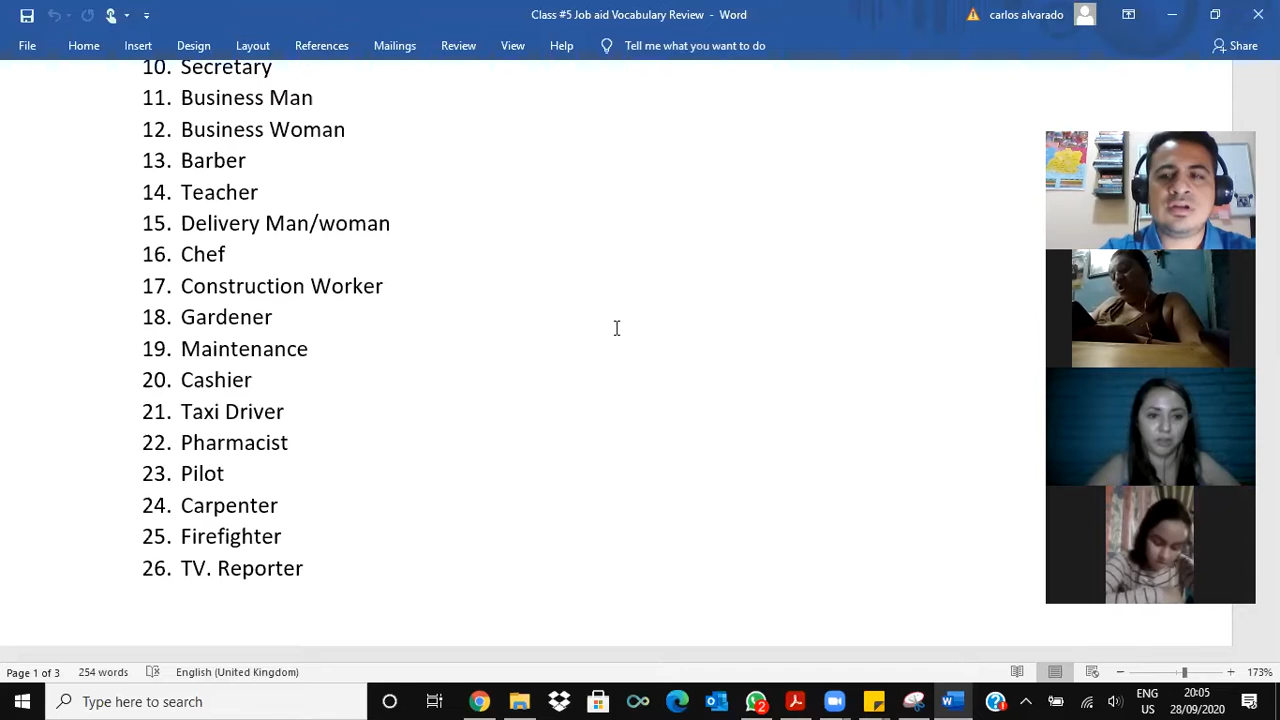 Class #5 Job aid Vocabulary Review - Word
carlos alvarado
File Home Insert Design Layout References Mailings Review View Help Tell me what you want to do Share
10. Secretary
11. Business Man
12. Business Woman
13. Barber
14. Teacher
15. Delivery Man/woman
16. Chef
17. Construction Worker
18. Gardener
19. Maintenance
20. Cashier
21. Taxi Driver
22. Pharmacist
23. Pilot
24. Carpenter
25. Firefighter
26. TV. Reporter
Page 1 of 3 254 words English (United Kingdom) 173%
Type here to search
2
ENG
US
20:05
28/09/2020